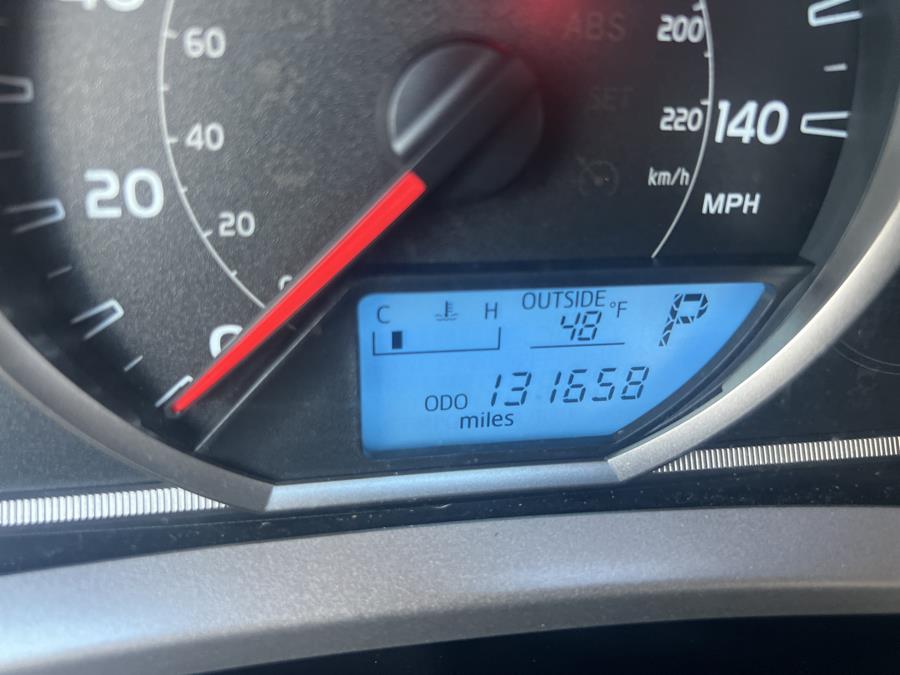 60
ABS
200
40
SET
220
140
20
20
km/h
MPH
C
H
OUTSIDE
48°F
P
ODO 131658
miles